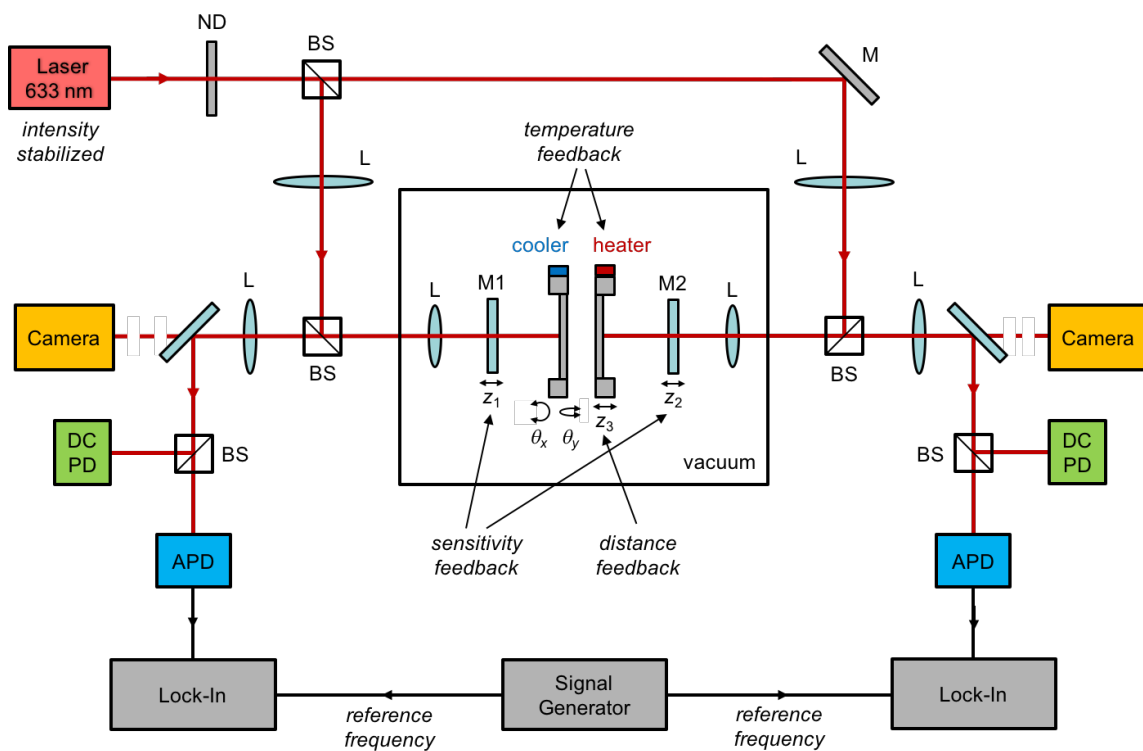 ND
BS
M
Laser
633 nm
intensity
stabilized
temperature
feedback
L
L
cooler
heater
L
L
M1
M2
L
L
Camera
Camera
BS
BS
z1
z2
z3
θx
θy
DC
PD
BS
vacuum
BS
DC
PD
sensitivity
feedback
distance
feedback
APD
APD
Lock-In
Signal
Generator
Lock-In
reference
frequency
reference
frequency